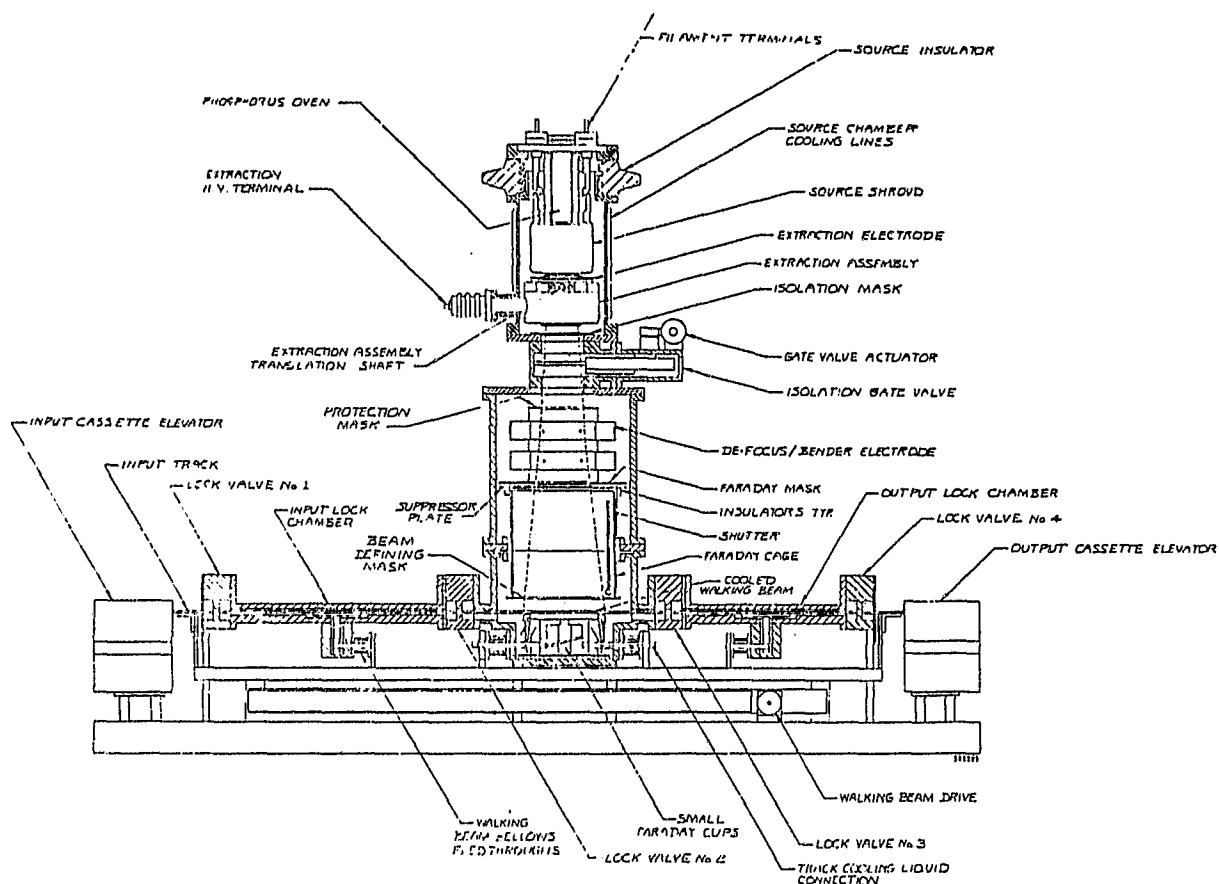 FILAMENT TERMINALS
SOURCE INSULATOR
PHOSPHORUS OVEN
SOURCE CHAMBER
COOLING LINES
EXTRACTION
H.V. TERMINAL
SOURCE SHROUD
EXTRACTION ELECTRODE
EXTRACTION ASSEMBLY
ISOLATION MASK
EXTRACTION ASSEMBLY
TRANSLATION SHAFT
GATE VALVE ACTUATOR
ISOLATION GATE VALVE
PROTECTION
MASK
INPUT CASSETTE ELEVATOR
DE-FOCUS/BENDER ELECTRODE
INPUT TRACK
LOCK VALVE No 1
INPUT LOCK
CHAMBER
SUPPRESSOR
PLATE
FARADAY MASK
INSULATORS TYP.
SHUTTER
OUTPUT LOCK CHAMBER
LOCK VALVE No 4
BEAM
DEFINING
MASK
FARADAY CAGE
OUTPUT CASSETTE ELEVATOR
COOLED
WALKING BEAM
WALKING BEAM DRIVE
WALKING
BEAM BELLOWS
FEEDTHROUGHS
LOCK VALVE No 2
SMALL
FARADAY CUPS
LOCK VALVE No 3
TRACK COOLING LIQUID
CONNECTION